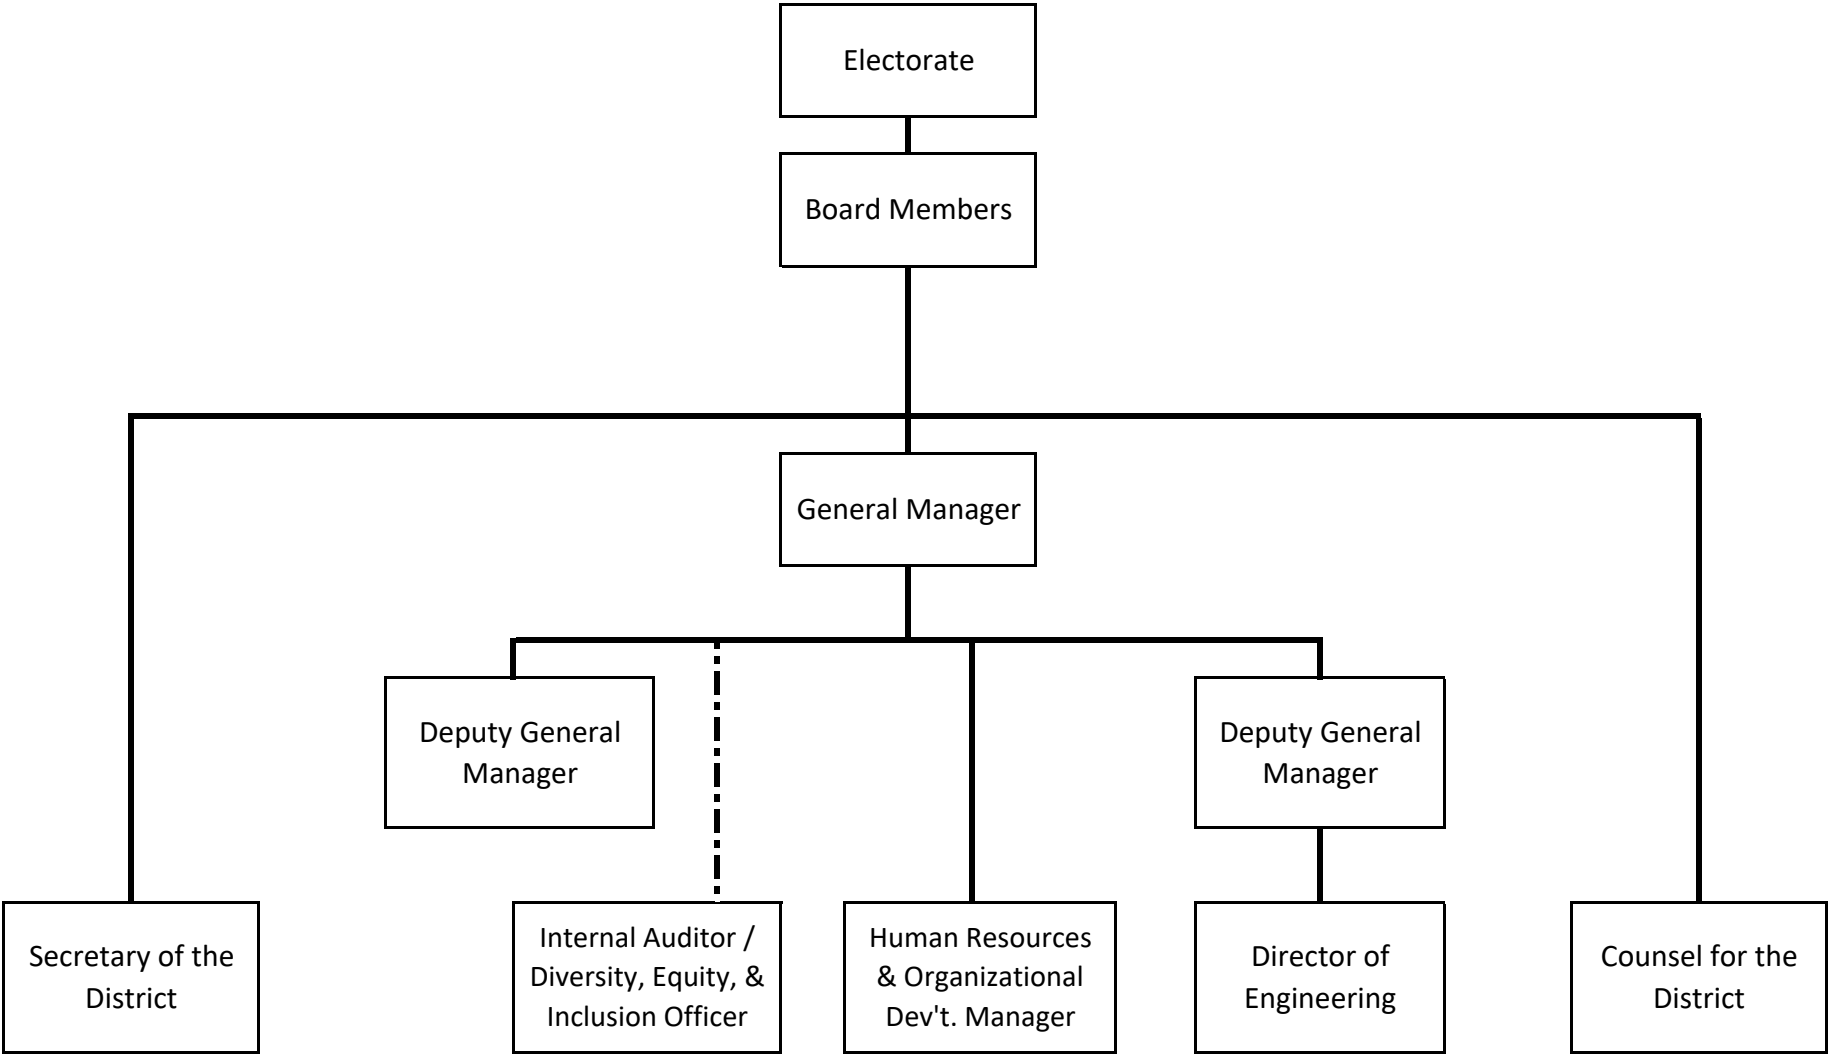 Electorate
Board Members
General Manager
Deputy General
Manager
Deputy General
Manager
Secretary of the
District
Internal Auditor /
Diversity, Equity, &
Inclusion Officer
Human Resources
& Organizational
Dev't. Manager
Director of
Engineering
Counsel for the
District